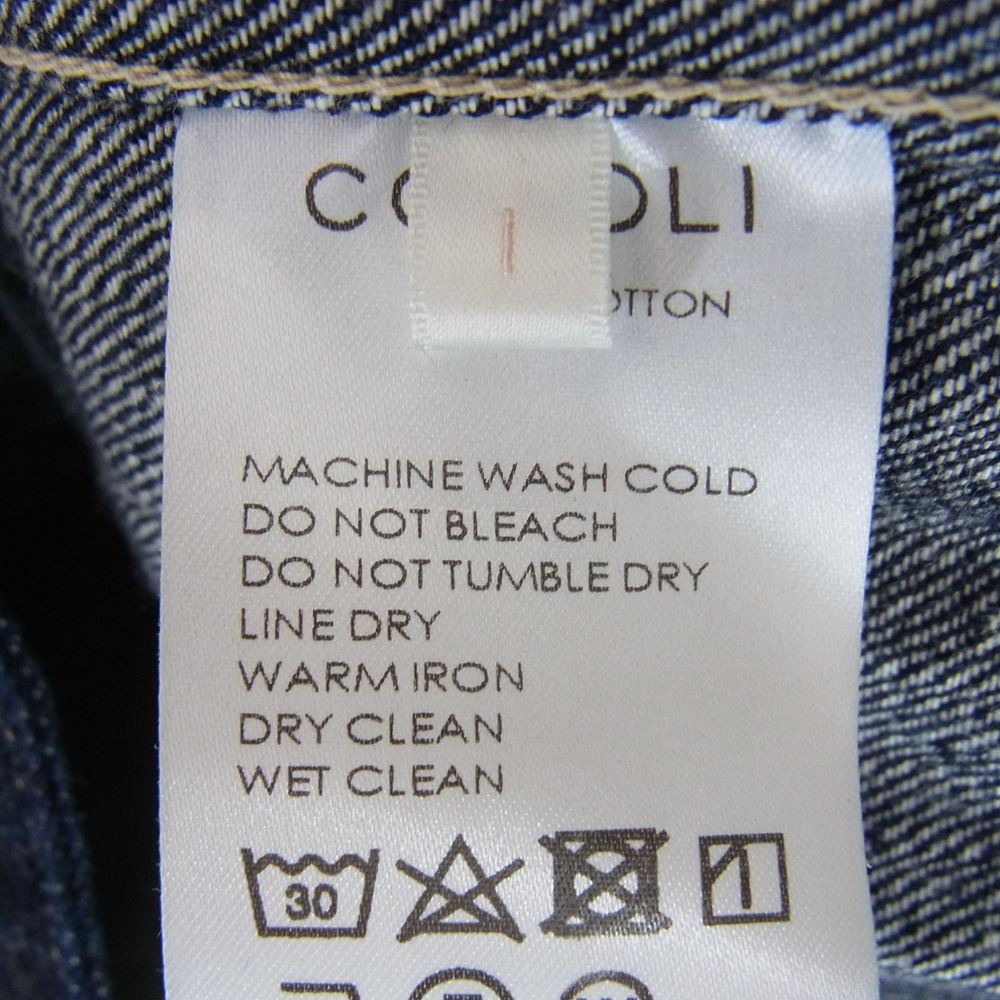 MACHINE WASH COLD
DO NOT BLEACH
DO NOT TUMBLE DRY
LINE DRY
WARM IRON
DRY CLEAN
WET CLEAN
30